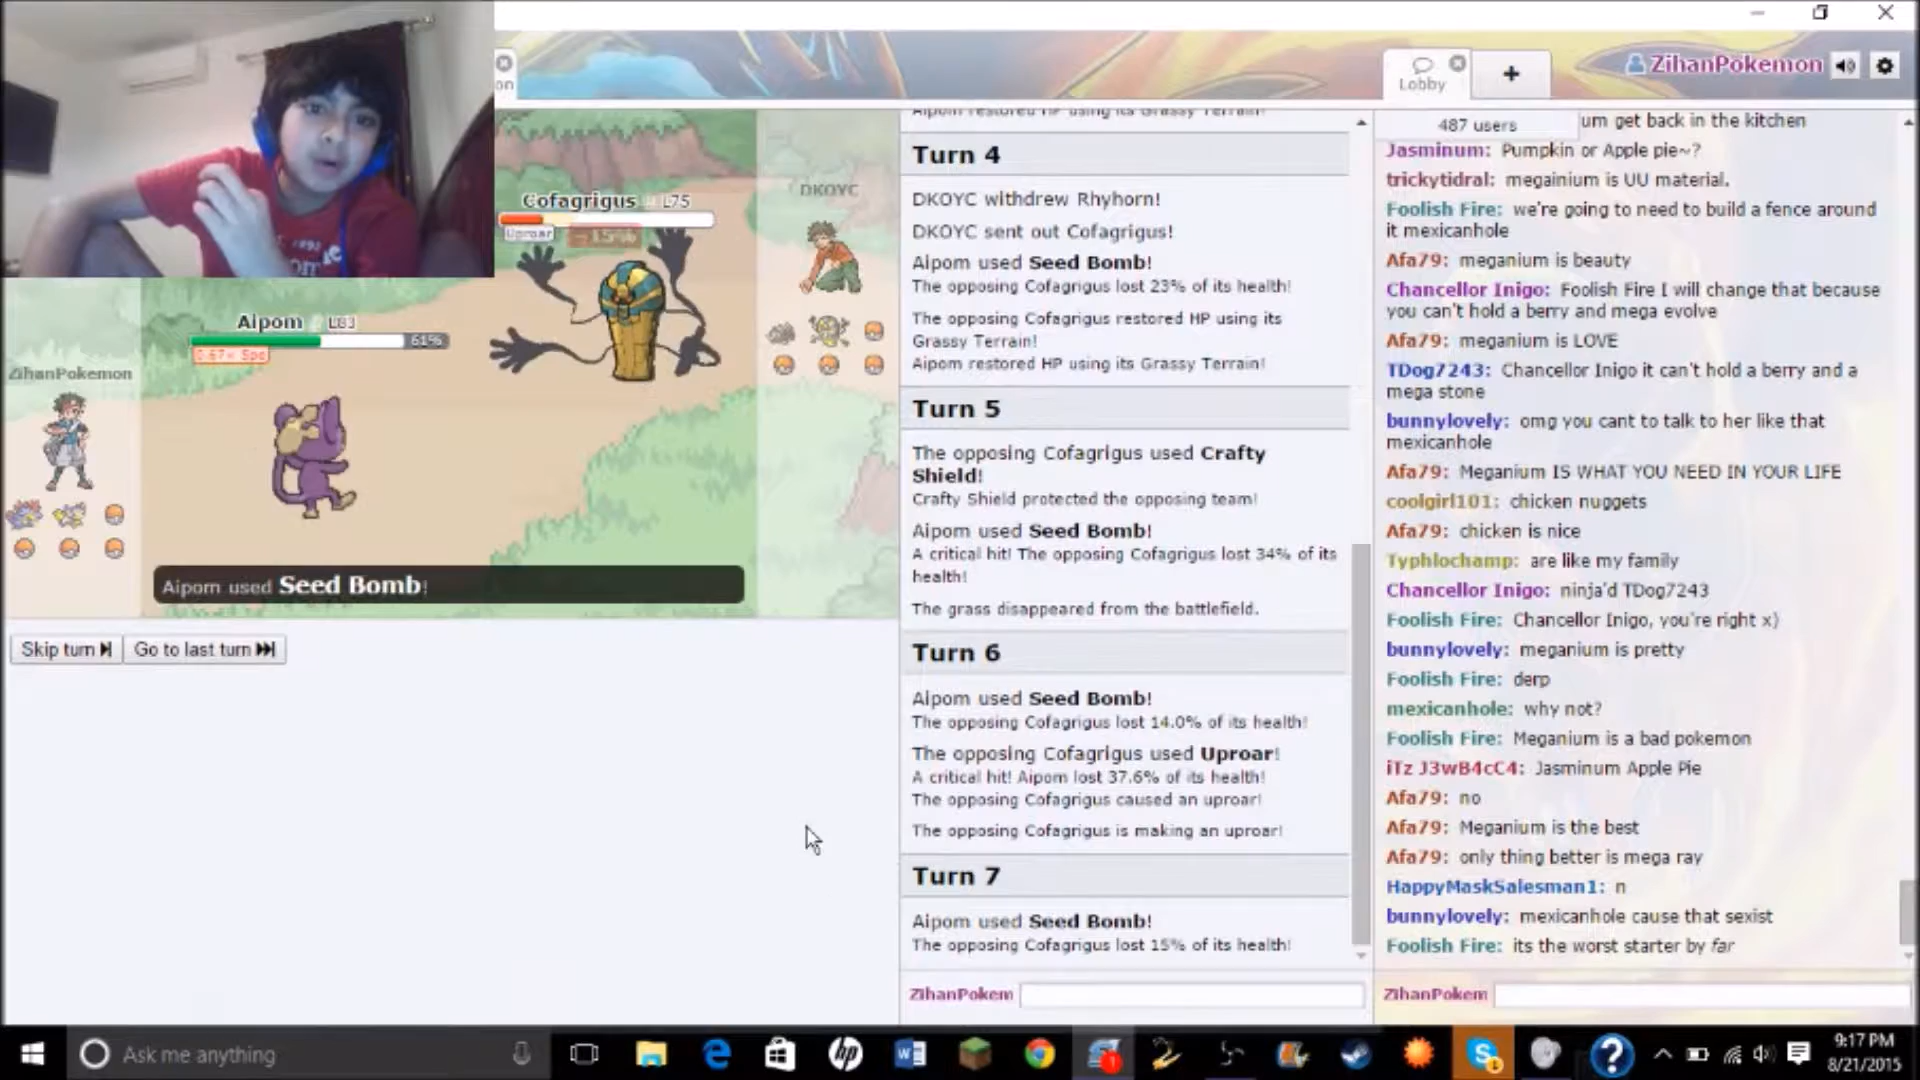 on
Lobby
ZihanPokemon
Cofagrigus L75
Uproar −15%
DKOYC
Aipom L83
61%
0.67× Spe
ZihanPokemon
Aipom used Seed Bomb!
Skip turn
Go to last turn
Aipom restored HP using its Grassy Terrain!
Turn 4
DKOYC withdrew Rhyhorn!
DKOYC sent out Cofagrigus!
Aipom used Seed Bomb!
The opposing Cofagrigus lost 23% of its health!
The opposing Cofagrigus restored HP using its
Grassy Terrain!
Aipom restored HP using its Grassy Terrain!
Turn 5
The opposing Cofagrigus used Crafty
Shield!
Crafty Shield protected the opposing team!
Aipom used Seed Bomb!
A critical hit! The opposing Cofagrigus lost 34% of its
health!
The grass disappeared from the battlefield.
Turn 6
Aipom used Seed Bomb!
The opposing Cofagrigus lost 14.0% of its health!
The opposing Cofagrigus used Uproar!
A critical hit! Aipom lost 37.6% of its health!
The opposing Cofagrigus caused an uproar!
The opposing Cofagrigus is making an uproar!
Turn 7
Aipom used Seed Bomb!
The opposing Cofagrigus lost 15% of its health!
ZihanPokem
487 users
um get back in the kitchen
Jasminum: Pumpkin or Apple pie~?
trickytidral: megainium is UU material.
Foolish Fire: we're going to need to build a fence around
it mexicanhole
Afa79: meganium is beauty
Chancellor Inigo: Foolish Fire I will change that because
you can't hold a berry and mega evolve
Afa79: meganium is LOVE
TDog7243: Chancellor Inigo it can't hold a berry and a
mega stone
bunnylovely: omg you cant to talk to her like that
mexicanhole
Afa79: Meganium IS WHAT YOU NEED IN YOUR LIFE
coolgirl101: chicken nuggets
Afa79: chicken is nice
Typhlochamp: are like my family
Chancellor Inigo: ninja'd TDog7243
Foolish Fire: Chancellor Inigo, you're right x)
bunnylovely: meganium is pretty
Foolish Fire: derp
mexicanhole: why not?
Foolish Fire: Meganium is a bad pokemon
iTz J3wB4cC4: Jasminum Apple Pie
Afa79: no
Afa79: Meganium is the best
Afa79: only thing better is mega ray
HappyMaskSalesman1: n
bunnylovely: mexicanhole cause that sexist
Foolish Fire: its the worst starter by far
ZihanPokem
Ask me anything
9:17 PM
8/21/2015